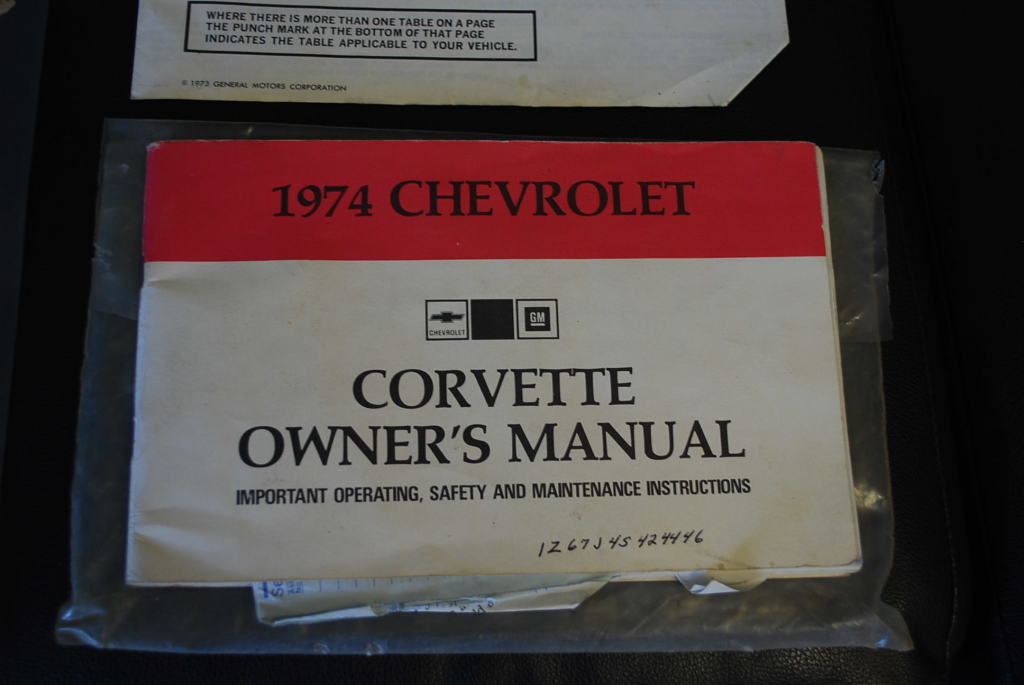 WHERE THERE IS MORE THAN ONE TABLE ON A PAGE
THE PUNCH MARK AT THE BOTTOM OF THAT PAGE
INDICATES THE TABLE APPLICABLE TO YOUR VEHICLE.
© 1973 GENERAL MOTORS CORPORATION
1974 CHEVROLET
CHEVROLET
GM
CORVETTE
OWNER'S MANUAL
IMPORTANT OPERATING, SAFETY AND MAINTENANCE INSTRUCTIONS
1Z67J4S424446